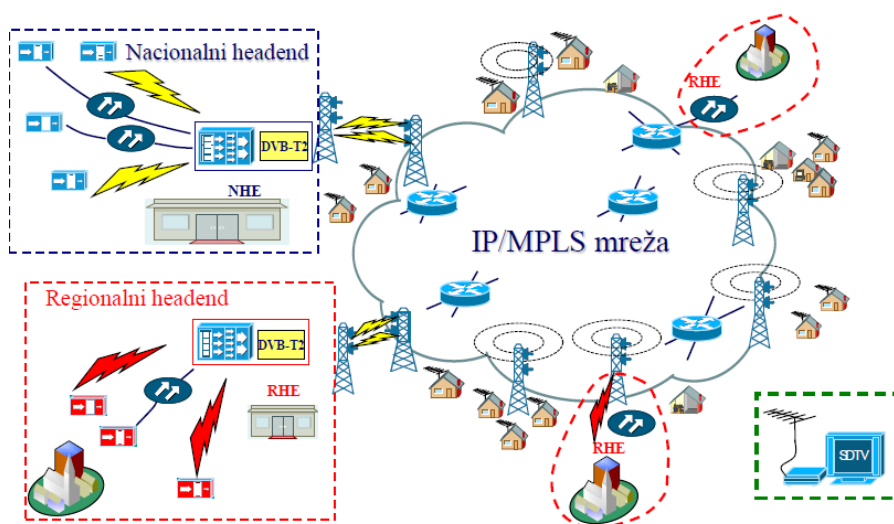 Nacionalni headend
DVB-T2
NHE
RHE
IP/MPLS mreža
Regionalni headend
DVB-T2
RHE
RHE
SDTV